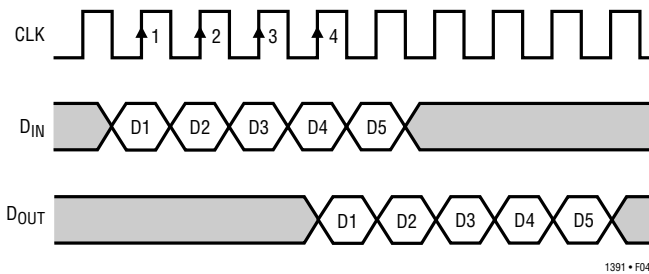 CLK 1 2 3 4
DIN D1 D2 D3 D4 D5
DOUT D1 D2 D3 D4 D5
1391 • F04